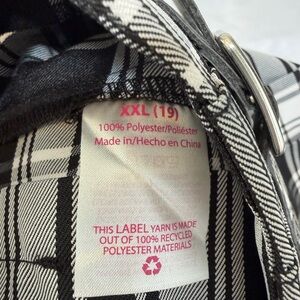 XXL (19)
100% Polyester/Poliéster
Made in/Hecho en China
THIS LABEL YARN IS MADE
OUT OF 100% RECYCLED
POLYESTER MATERIALS